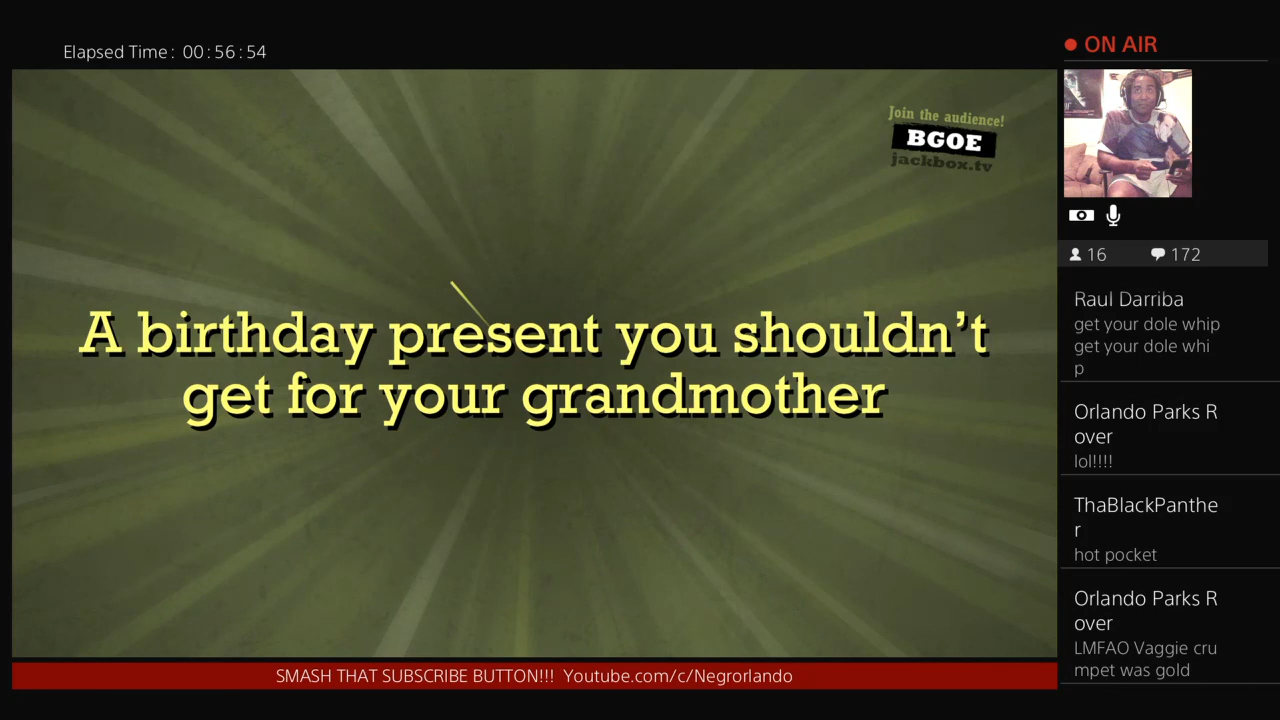 Elapsed Time: 00:56:54
ON AIR
Join the audience!
BGOE
jackbox.tv
A birthday present you shouldn't
get for your grandmother
16 172
Raul Darriba
get your dole whip
get your dole whi
p
Orlando Parks R
over
lol!!!!
ThaBlackPanthe
r
hot pocket
Orlando Parks R
over
LMFAO Vaggie cru
mpet was gold
SMASH THAT SUBSCRIBE BUTTON!!! Youtube.com/c/Negrorlando